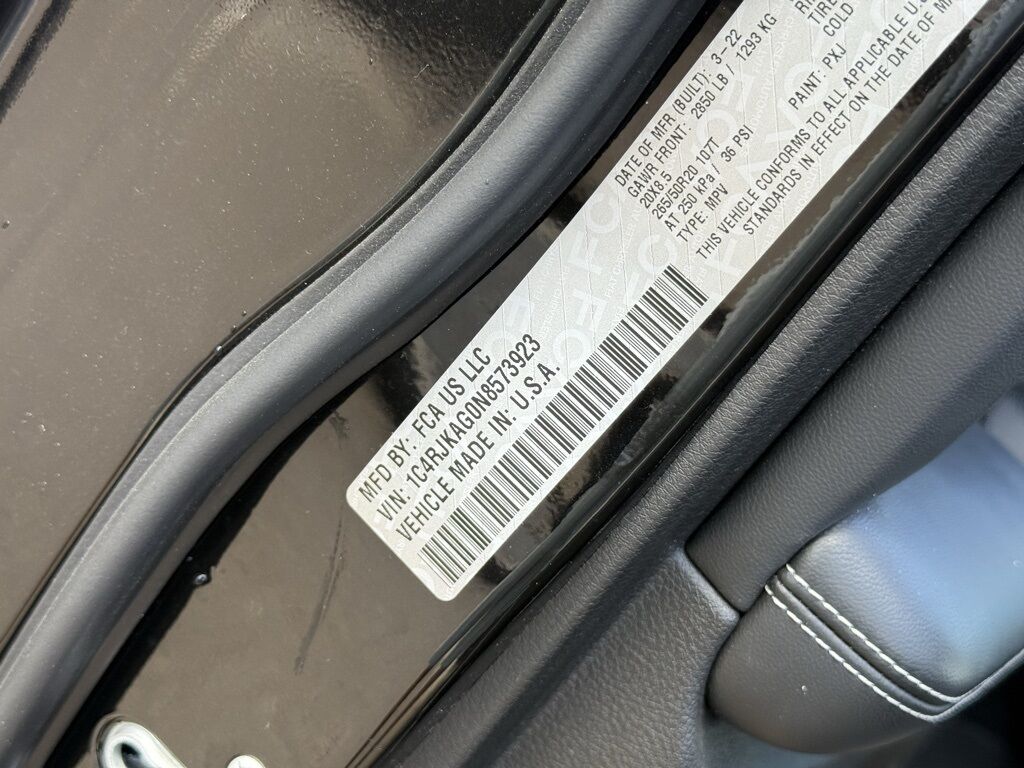 MFD BY: FCA US LLC
VIN: 1C4RJKAG0N8573923
VEHICLE MADE IN: U.S.A.
DATE OF MFR (BUILT): 3-22
GAWR FRONT: 2850 LB / 1293 KG
20X8.5
265/50R20 107T
AT 250 kPa / 36 PSI
TYPE: MPV
PAINT: PXJ
TIRE
COLD
THIS VEHICLE CONFORMS TO ALL APPLICABLE U.S.
STANDARDS IN EFFECT ON THE DATE OF